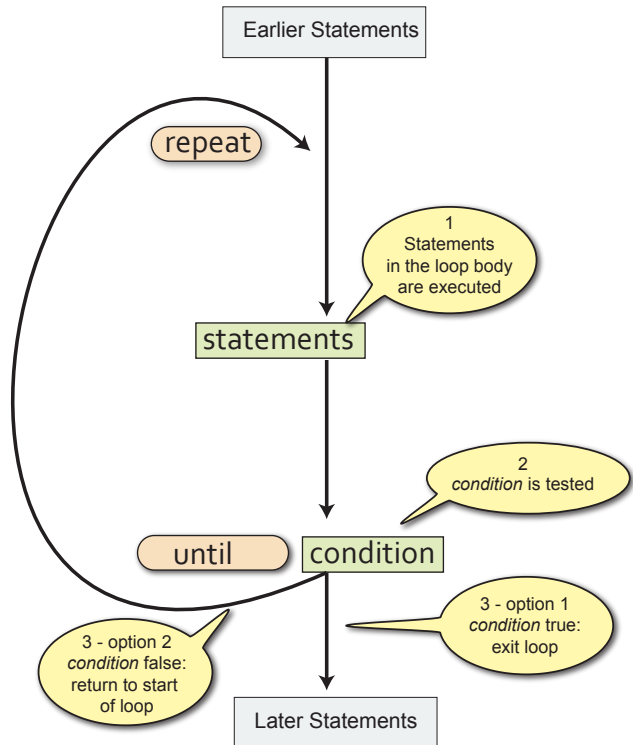 Earlier Statements
repeat
1
Statements
in the loop body
are executed
statements
2
condition is tested
until
condition
3 - option 1
condition true:
exit loop
3 - option 2
condition false:
return to start
of loop
Later Statements